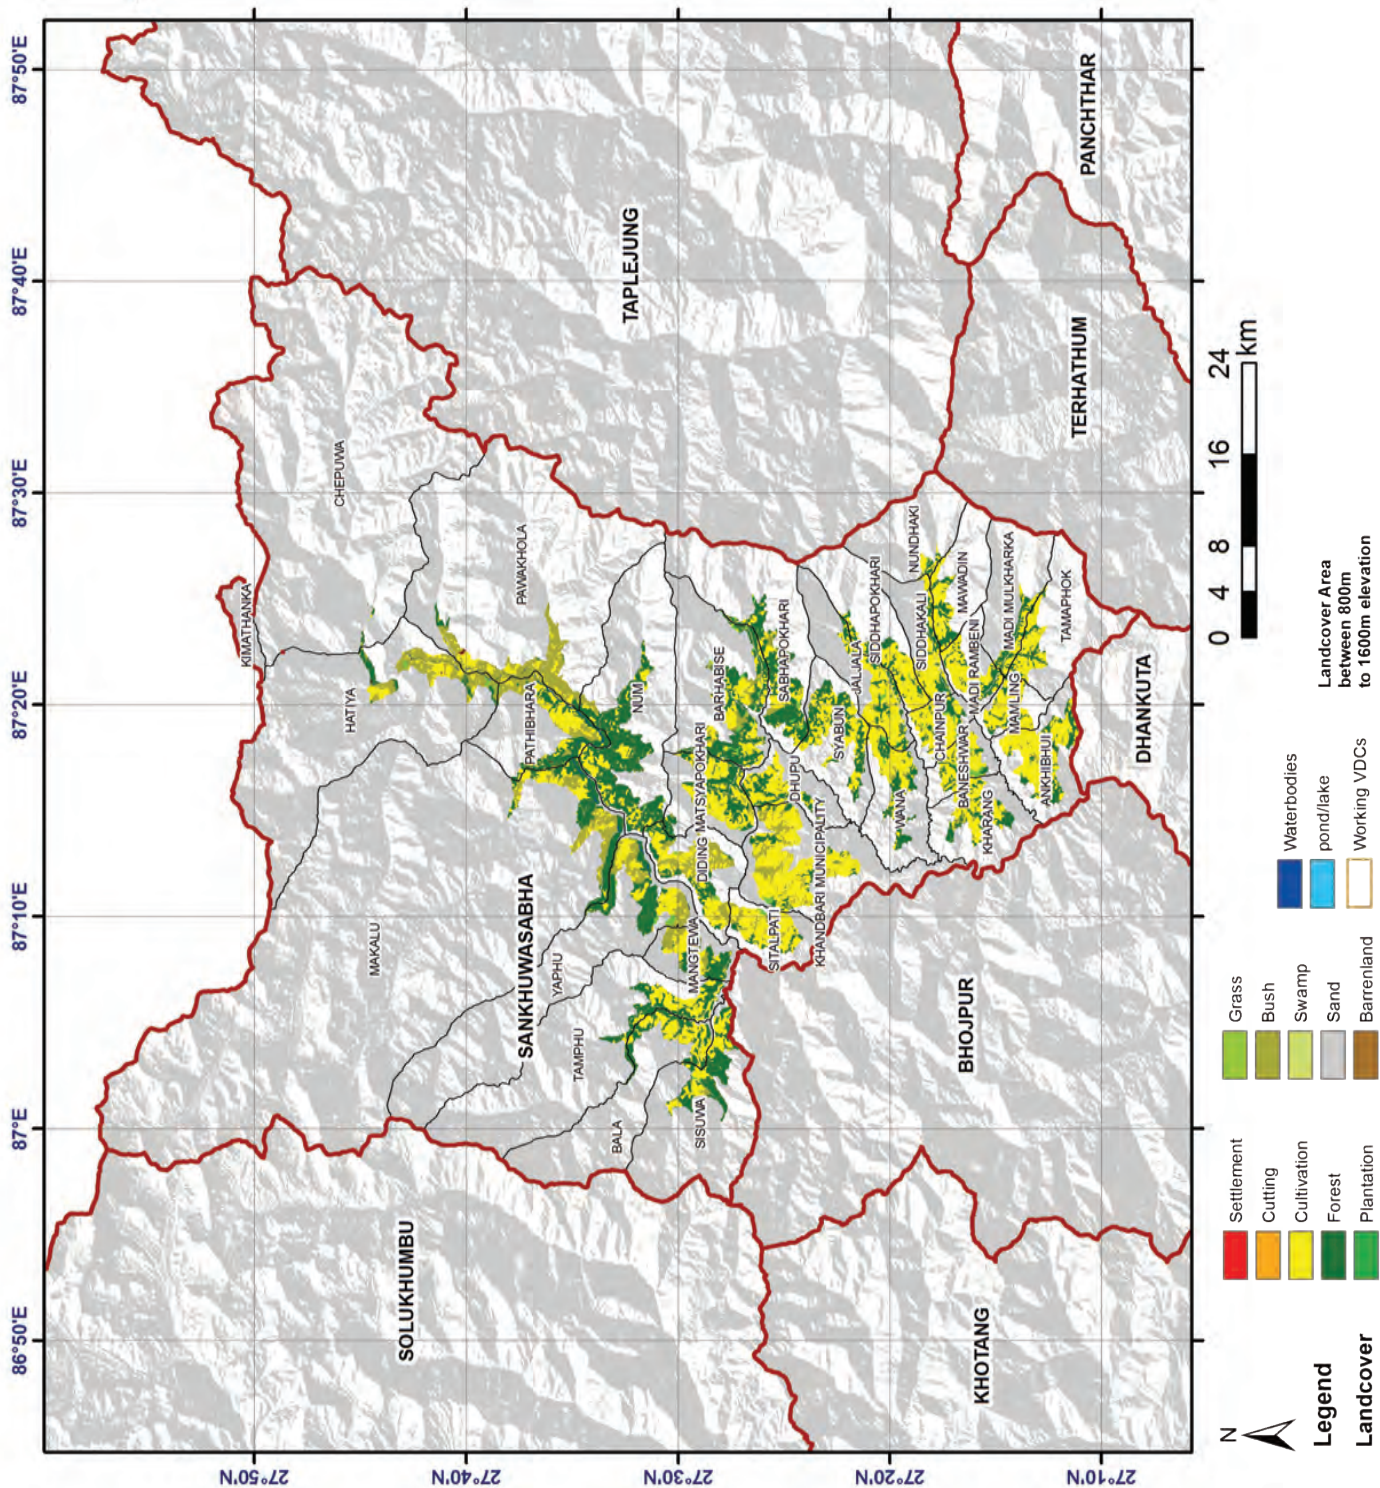 87°50'E
87°40'E
87°30'E
87°20'E
87°10'E
87°E
86°50'E
27°50'N
27°40'N
27°30'N
27°20'N
27°10'N
KIMATHANKA
CHEPUWA
HATIYA
PAWAKHOLA
PATHIBHARA
NUM
MAKALU
SANKHUWASABHA
YAPHU
TAMPHU
BALA
SISUWA
MANGTEWA
DIDING MATSYAPOKHARI
BARHABISE
SABHAPOKHARI
SITALPATI
DHUPU
KHANDBARI MUNICIPALITY
SYABUN
JALJALA
SIDDHAPOKHARI
WANA
NUNDHAKI
SIDDHAKALI
CHAINPUR
MAWADIN
MADI RAMBENI
BANESHWAR
KHARANG
MADI MULKHARKA
MAMLING
ANKHIBHUI
TAMAPHOK
TAPLEJUNG
PANCHTHAR
TERHATHUM
DHANKUTA
BHOJPUR
KHOTANG
SOLUKHUMBU
0 4 8 16 24
km
N
Legend
Landcover
Settlement
Cutting
Cultivation
Forest
Plantation
Grass
Bush
Swamp
Sand
Barrenland
Waterbodies
pond/lake
Working VDCs
Landcover Area
between 800m
to 1600m elevation